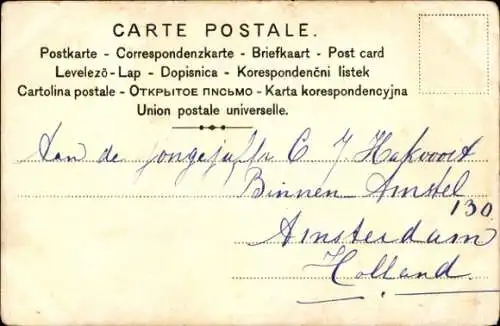 CARTE POSTALE.
Postkarte - Correspondenzkarte - Briefkaart - Post card
Levelező-Lap - Dopisnica - Korespondenčni listek
Cartolina postale - Открытое письмо - Karta korespondencyjna
Union postale universelle.
Aan de jongejuffr C J Hakvoort
Binnen Amstel
130
Amsterdam
Holland.